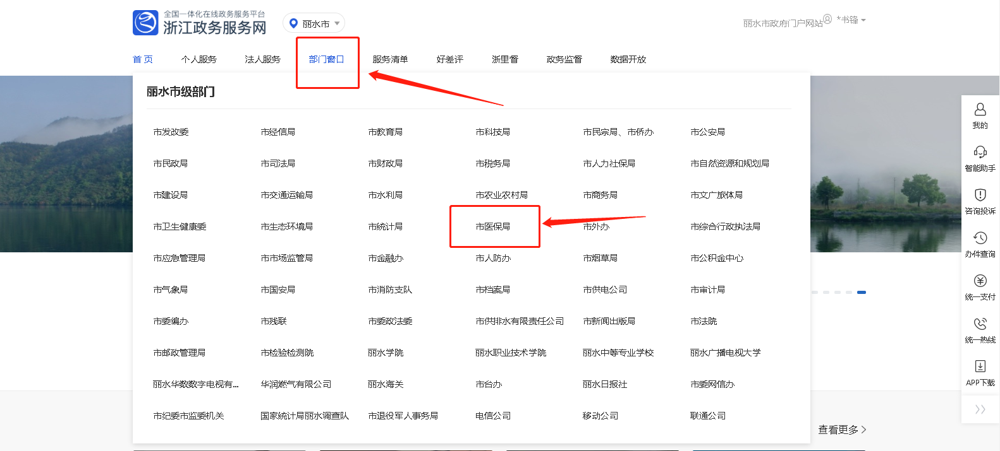 全国一体化在线政务服务平台
浙江政务服务网
丽水市
丽水市政府门户网站
*书锋
首页 个人服务 法人服务 部门窗口 服务清单 好差评 浙里督 政务监督 数据开放
丽水市级部门
市发改委 市经信局 市教育局 市科技局 市民宗局、市侨办 市公安局
市民政局 市司法局 市财政局 市税务局 市人力社保局 市自然资源和规划局
市建设局 市交通运输局 市水利局 市农业农村局 市商务局 市文广旅体局
市卫生健康委 市生态环境局 市统计局 市医保局 市外办 市综合行政执法局
市应急管理局 市市场监管局 市金融办 市人防办 市烟草局 市公积金中心
市气象局 市国安局 市消防支队 市档案局 市供电公司 市审计局
市委编办 市残联 市委政法委 市供排水有限责任公司 市新闻出版局 市法院
市邮政管理局 市检验检测院 丽水学院 丽水职业技术学院 丽水中等专业学校 丽水广播电视大学
丽水华数数字电视有... 华润燃气有限公司 丽水海关 市台办 丽水日报社 市委网信办
市纪委市监委机关 国家统计局丽水调查队 市退役军人事务局 电信公司 移动公司 联通公司
我的
智能助手
咨询投诉
办件查询
统一支付
统一热线
APP下载
查看更多